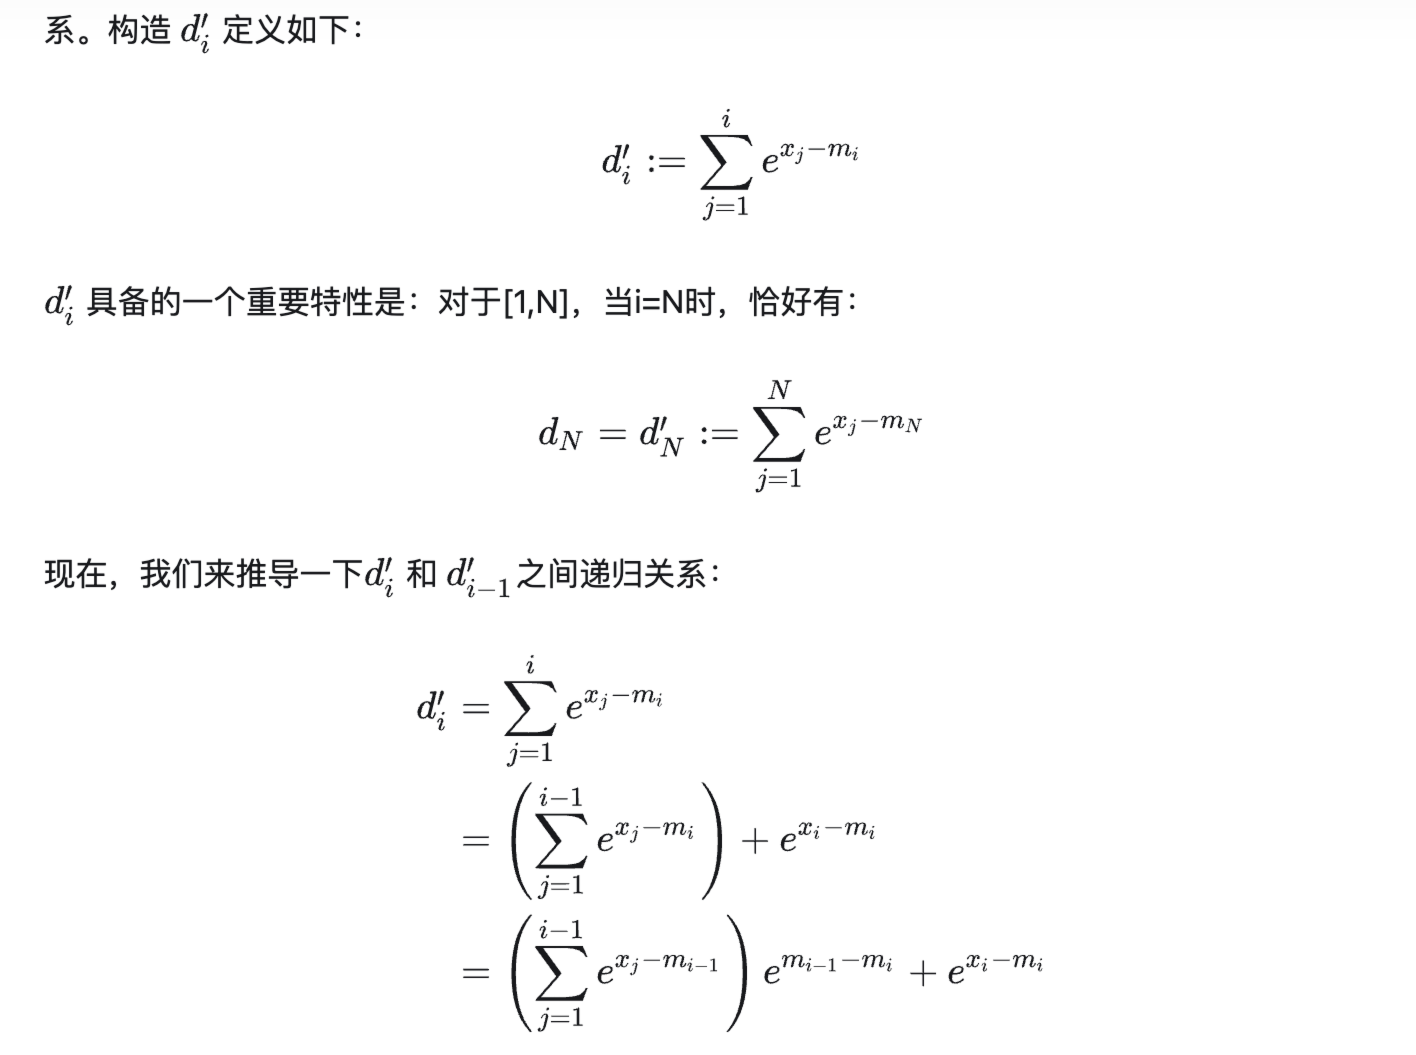 系。构造 $d'_i$ 定义如下：
$$d'_i := \sum_{j=1}^{i} e^{x_j - m_i}$$
$d'_i$ 具备的一个重要特性是：对于[1,N]，当i=N时，恰好有：
$$d_N = d'_N := \sum_{j=1}^{N} e^{x_j - m_N}$$
现在，我们来推导一下$d'_i$ 和 $d'_{i-1}$ 之间递归关系：
$$d'_i = \sum_{j=1}^{i} e^{x_j - m_i}$$
$$= \left( \sum_{j=1}^{i-1} e^{x_j - m_i} \right) + e^{x_i - m_i}$$
$$= \left( \sum_{j=1}^{i-1} e^{x_j - m_{i-1}} \right) e^{m_{i-1} - m_i} + e^{x_i - m_i}$$